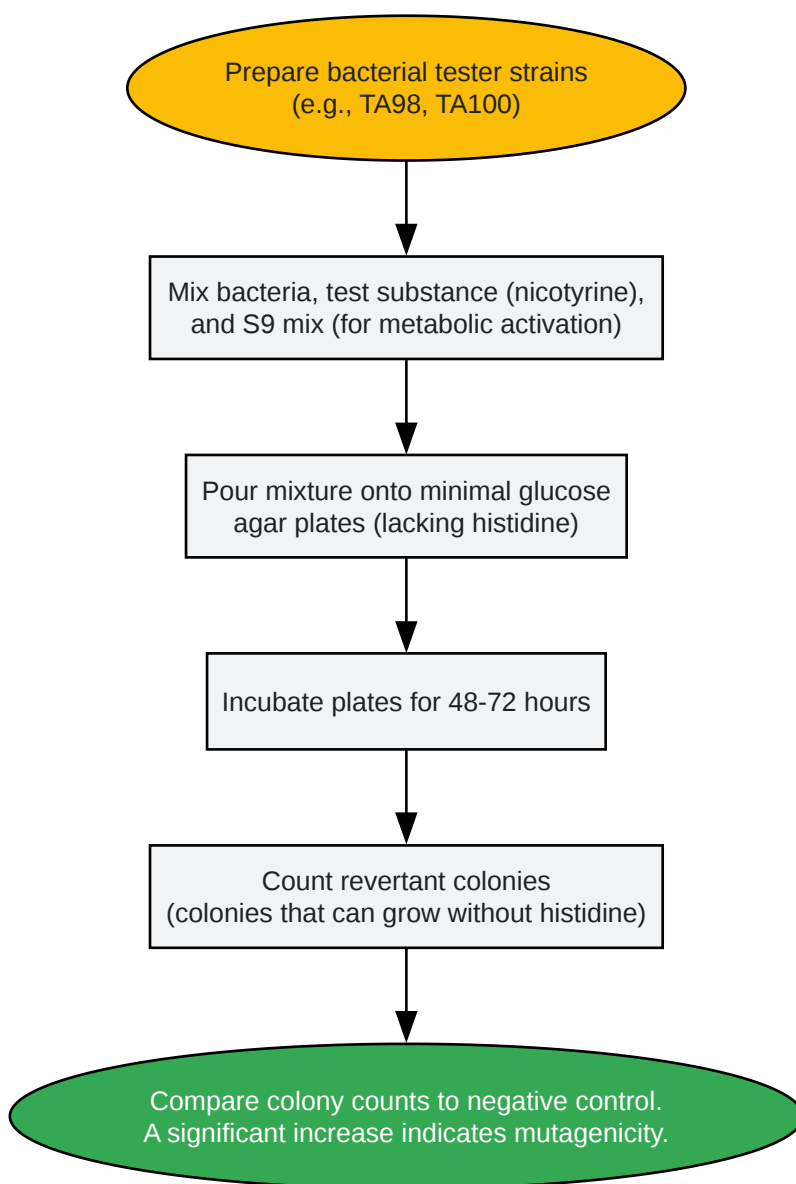 Prepare bacterial tester strains
(e.g., TA98, TA100)
Mix bacteria, test substance (nicotyrine),
and S9 mix (for metabolic activation)
Pour mixture onto minimal glucose
agar plates (lacking histidine)
Incubate plates for 48-72 hours
Count revertant colonies
(colonies that can grow without histidine)
Compare colony counts to negative control.
A significant increase indicates mutagenicity.